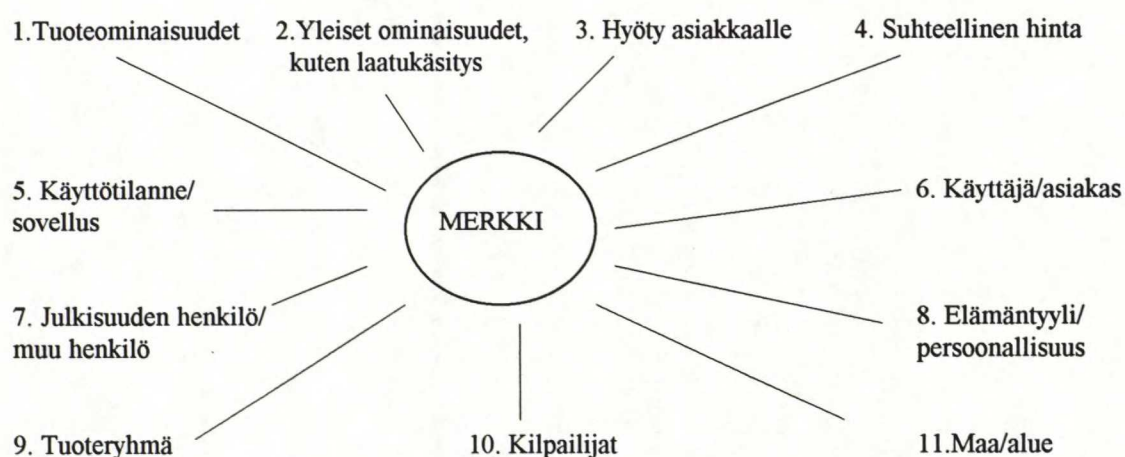 1.Tuoteominaisuudet
2.Yleiset ominaisuudet,
kuten laatukäsitys
3. Hyöty asiakkaalle
4. Suhteellinen hinta
5. Käyttötilanne/
sovellus
MERKKI
6. Käyttäjä/asiakas
7. Julkisuuden henkilö/
muu henkilö
8. Elämäntyyli/
persoonallisuus
9. Tuoteryhmä
10. Kilpailijat
11.Maa/alue